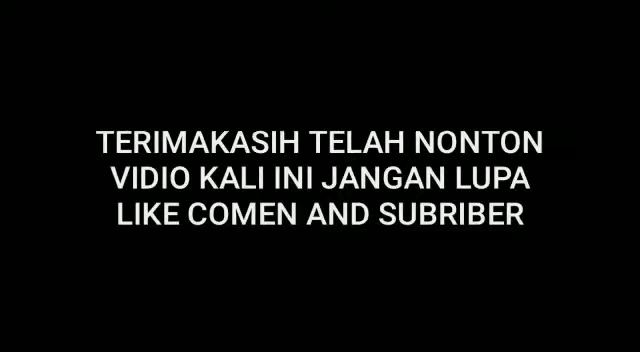 TERIMAKASIH TELAH NONTON
VIDIO KALI INI JANGAN LUPA
LIKE COMEN AND SUBRIBER